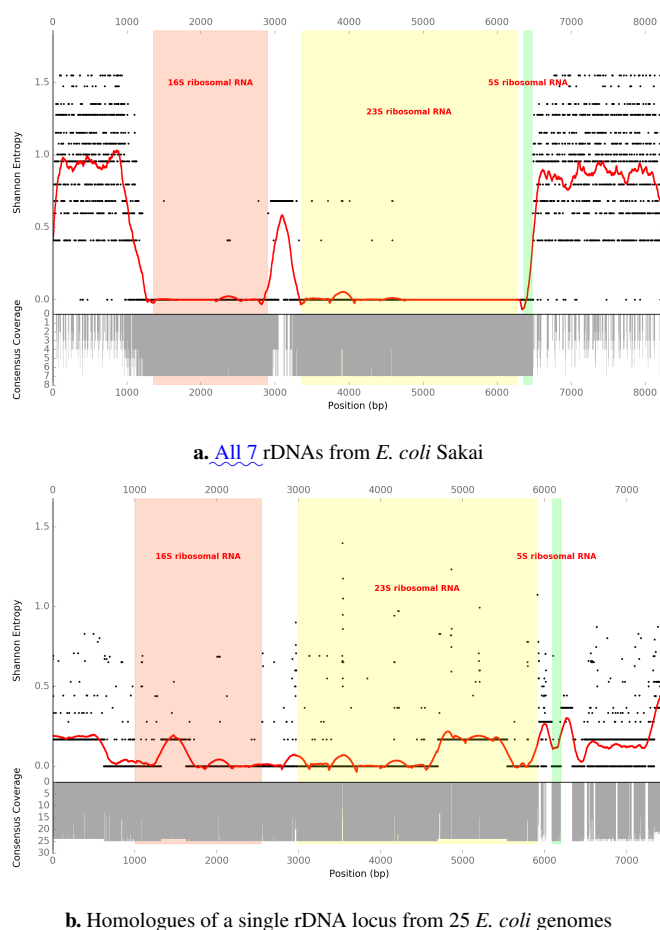 0 1000 2000 3000 4000 5000 6000 7000 8000
1.5
1.0
0.5
0.0
Shannon Entropy
16S ribosomal RNA
23S ribosomal RNA
5S ribosomal RNA
1
2
3
4
5
6
7
8
Consensus Coverage
0 1000 2000 3000 4000 5000 6000 7000 8000
Position (bp)
a. All 7 rDNAs from E. coli Sakai
0 1000 2000 3000 4000 5000 6000 7000
1.5
1.0
0.5
0.0
Shannon Entropy
16S ribosomal RNA
23S ribosomal RNA
5S ribosomal RNA
0
5
10
15
20
25
30
Consensus Coverage
0 1000 2000 3000 4000 5000 6000 7000
Position (bp)
b. Homologues of a single rDNA locus from 25 E. coli genomes